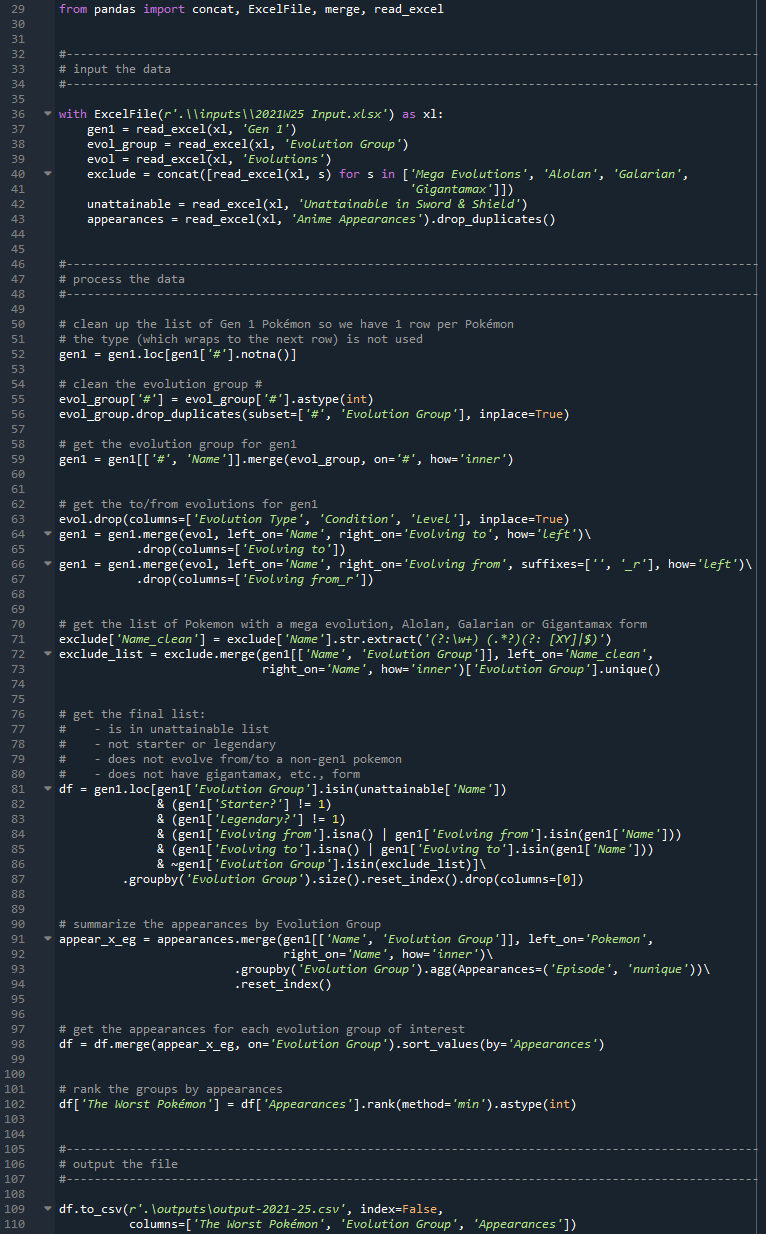 29 from pandas import concat, ExcelFile, merge, read_excel
30
31
32 #---------------------------------------------------------------------------------------------------
33 # input the data
34 #---------------------------------------------------------------------------------------------------
35
36 with ExcelFile(r'.\\inputs\\2021W25 Input.xlsx') as xl:
37     gen1 = read_excel(xl, 'Gen 1')
38     evol_group = read_excel(xl, 'Evolution Group')
39     evol = read_excel(xl, 'Evolutions')
40     exclude = concat([read_excel(xl, s) for s in ['Mega Evolutions', 'Alolan', 'Galarian',
41                                                   'Gigantamax']])
42     unattainable = read_excel(xl, 'Unattainable in Sword & Shield')
43     appearances = read_excel(xl, 'Anime Appearances').drop_duplicates()
44
45
46 #---------------------------------------------------------------------------------------------------
47 # process the data
48 #---------------------------------------------------------------------------------------------------
49
50 # clean up the list of Gen 1 Pokémon so we have 1 row per Pokémon
51 # the type (which wraps to the next row) is not used
52 gen1 = gen1.loc[gen1['#'].notna()]
53
54 # clean the evolution group #
55 evol_group['#'] = evol_group['#'].astype(int)
56 evol_group.drop_duplicates(subset=['#', 'Evolution Group'], inplace=True)
57
58 # get the evolution group for gen1
59 gen1 = gen1[['#', 'Name']].merge(evol_group, on='#', how='inner')
60
61
62 # get the to/from evolutions for gen1
63 evol.drop(columns=['Evolution Type', 'Condition', 'Level'], inplace=True)
64 gen1 = gen1.merge(evol, left_on='Name', right_on='Evolving to', how='left')\
65            .drop(columns=['Evolving to'])
66 gen1 = gen1.merge(evol, left_on='Name', right_on='Evolving from', suffixes=['', '_r'], how='left')\
67            .drop(columns=['Evolving from_r'])
68
69
70 # get the list of Pokemon with a mega evolution, Alolan, Galarian or Gigantamax form
71 exclude['Name_clean'] = exclude['Name'].str.extract('(?:\w+) (.*?)(?: [XY]|$)')
72 exclude_list = exclude.merge(gen1[['Name', 'Evolution Group']], left_on='Name_clean',
73                              right_on='Name', how='inner')['Evolution Group'].unique()
74
75
76 # get the final list:
77 #    - is in unattainable list
78 #    - not starter or legendary
79 #    - does not evolve from/to a non-gen1 pokemon
80 #    - does not have gigantamax, etc., form
81 df = gen1.loc[gen1['Evolution Group'].isin(unattainable['Name'])
82               & (gen1['Starter?'] != 1)
83               & (gen1['Legendary?'] != 1)
84               & (gen1['Evolving from'].isna() | gen1['Evolving from'].isin(gen1['Name']))
85               & (gen1['Evolving to'].isna() | gen1['Evolving to'].isin(gen1['Name']))
86               & ~gen1['Evolution Group'].isin(exclude_list)]\
87          .groupby('Evolution Group').size().reset_index().drop(columns=[0])
88
89
90 # summarize the appearances by Evolution Group
91 appear_x_eg = appearances.merge(gen1[['Name', 'Evolution Group']], left_on='Pokemon',
92                                 right_on='Name', how='inner')\
93                          .groupby('Evolution Group').agg(Appearances=('Episode', 'nunique'))\
94                          .reset_index()
95
96
97 # get the appearances for each evolution group of interest
98 df = df.merge(appear_x_eg, on='Evolution Group').sort_values(by='Appearances')
99
100
101 # rank the groups by appearances
102 df['The Worst Pokémon'] = df['Appearances'].rank(method='min').astype(int)
103
104
105 #---------------------------------------------------------------------------------------------------
106 # output the file
107 #---------------------------------------------------------------------------------------------------
108
109 df.to_csv(r'.\outputs\output-2021-25.csv', index=False,
110           columns=['The Worst Pokémon', 'Evolution Group', 'Appearances'])